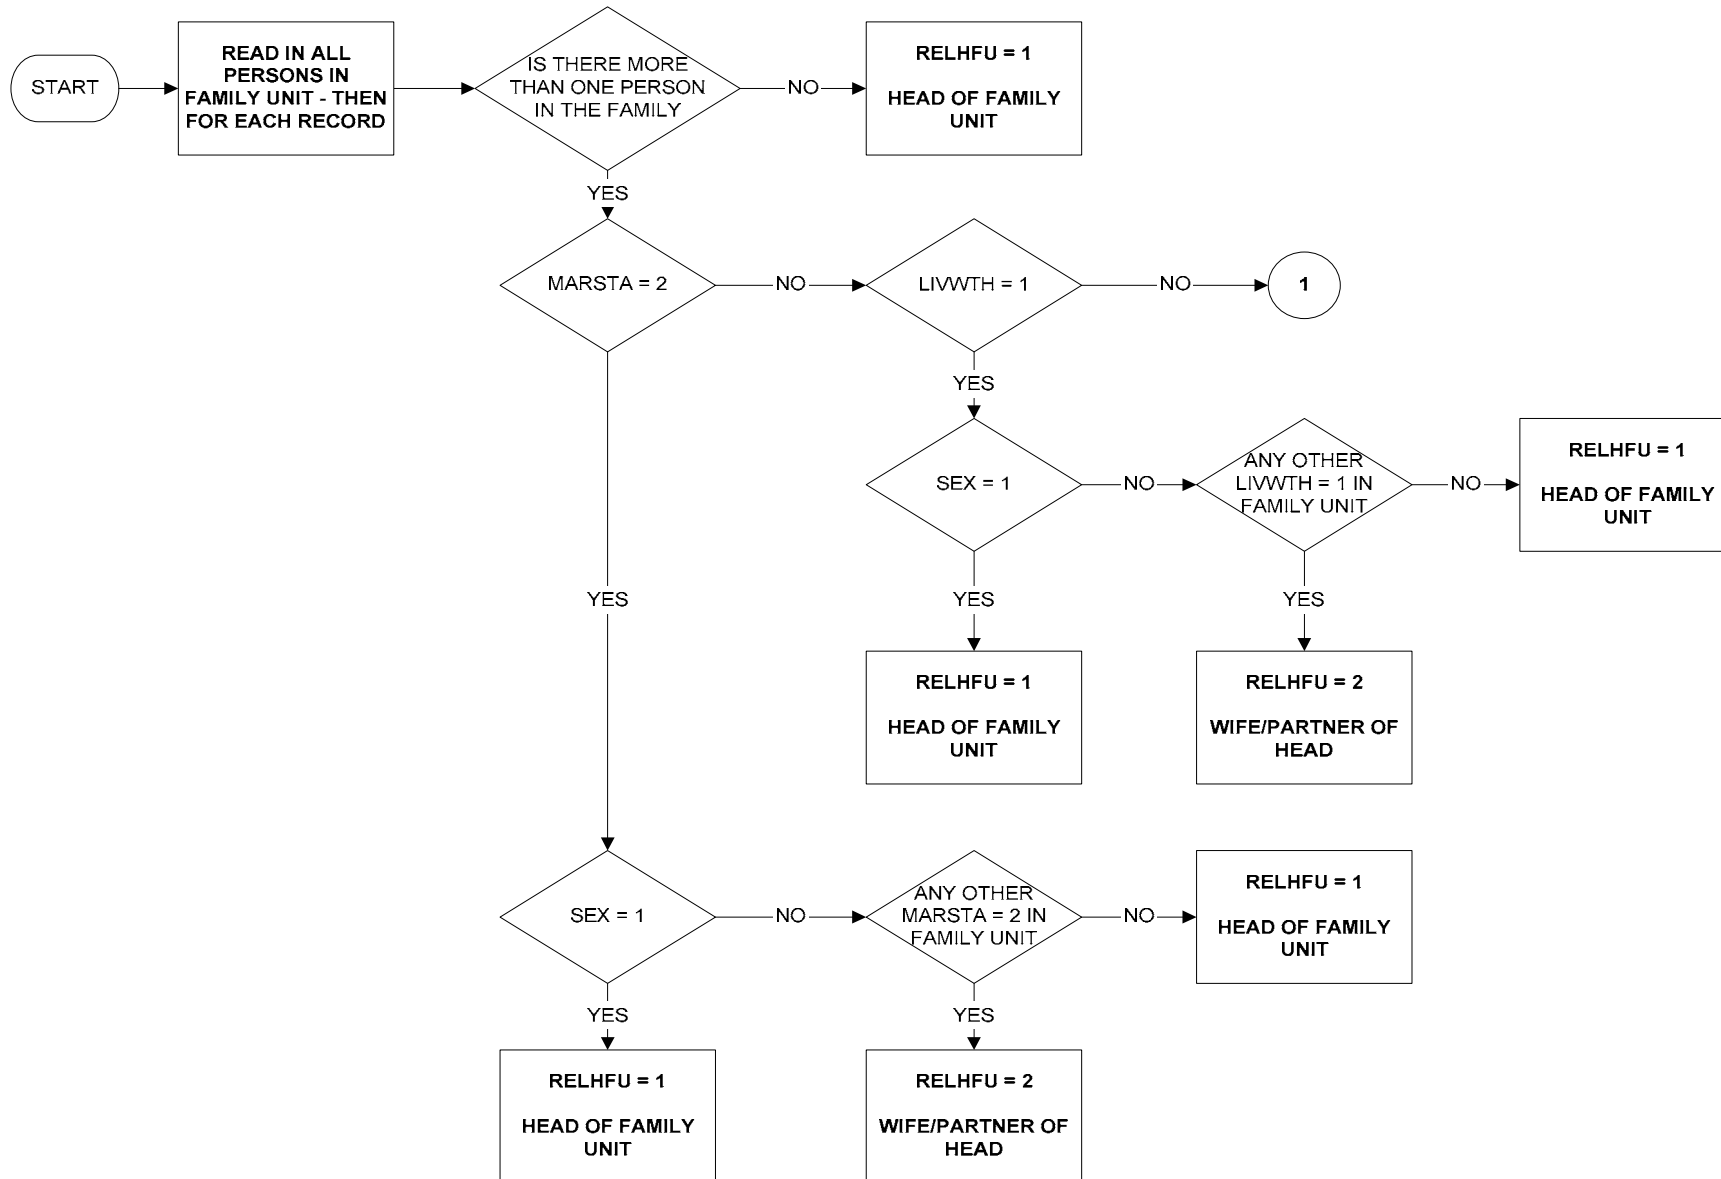 START
READ IN ALL
PERSONS IN
FAMILY UNIT - THEN
FOR EACH RECORD
IS THERE MORE
THAN ONE PERSON
IN THE FAMILY
NO
RELHFU = 1
HEAD OF FAMILY
UNIT
YES
MARSTA = 2
NO
LIVWTH = 1
NO
1
YES
SEX = 1
NO
ANY OTHER
LIVWTH = 1 IN
FAMILY UNIT
NO
RELHFU = 1
HEAD OF FAMILY
UNIT
YES
YES
YES
RELHFU = 1
HEAD OF FAMILY
UNIT
RELHFU = 2
WIFE/PARTNER OF
HEAD
SEX = 1
NO
ANY OTHER
MARSTA = 2 IN
FAMILY UNIT
NO
RELHFU = 1
HEAD OF FAMILY
UNIT
YES
YES
RELHFU = 1
HEAD OF FAMILY
UNIT
RELHFU = 2
WIFE/PARTNER OF
HEAD